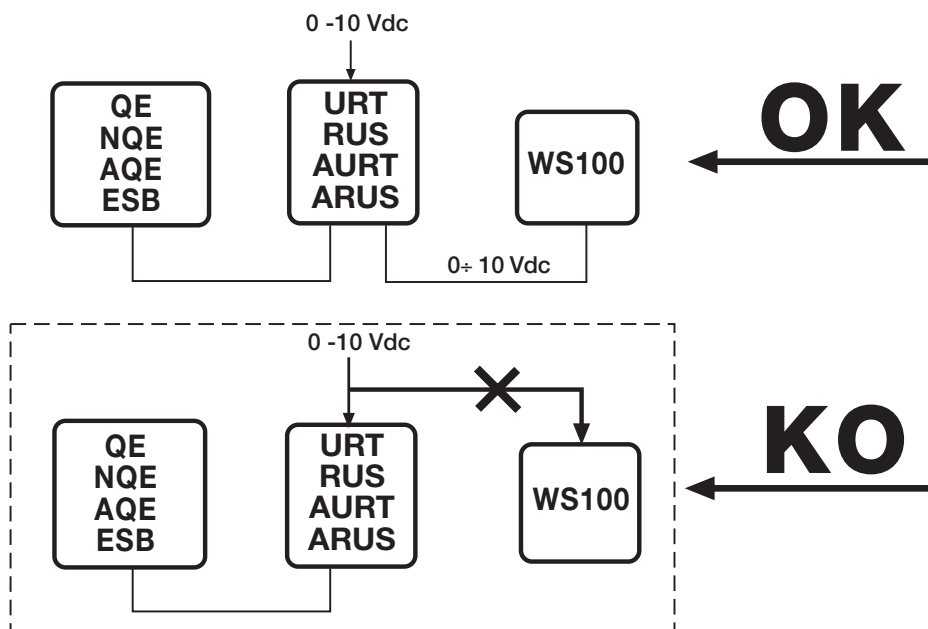 0 -10 Vdc
QE
NQE
AQE
ESB
URT
RUS
AURT
ARUS
WS100
OK
0÷ 10 Vdc
0 -10 Vdc
QE
NQE
AQE
ESB
URT
RUS
AURT
ARUS
WS100
KO